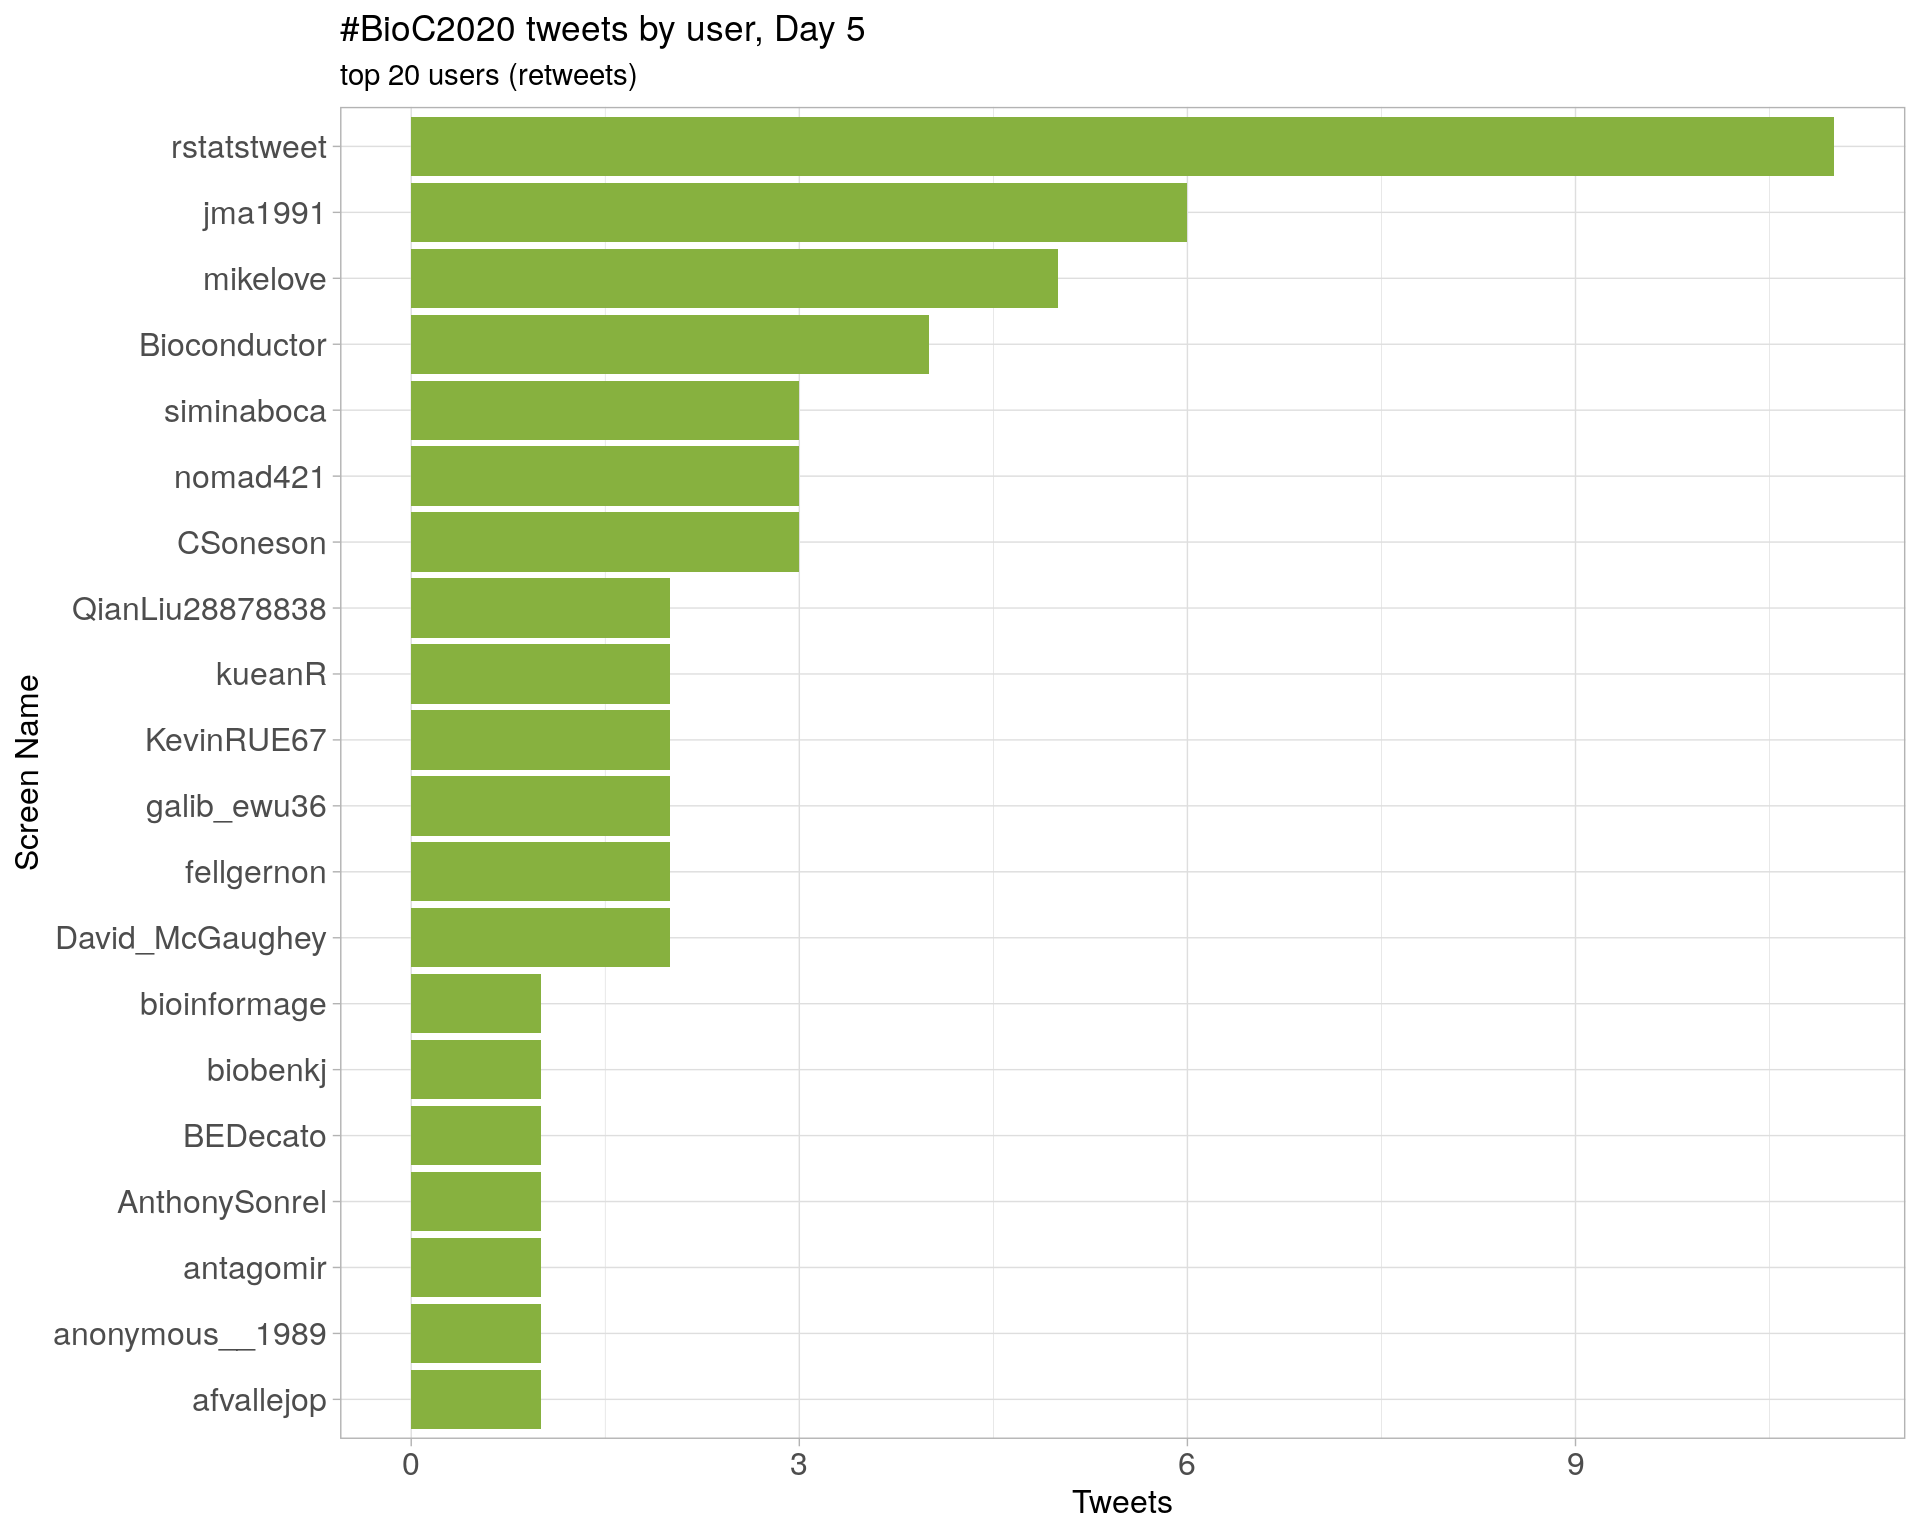 #BioC2020 tweets by user, Day 5
top 20 users (retweets)
Screen Name
rstatstweet
jma1991
mikelove
Bioconductor
siminaboca
nomad421
CSoneson
QianLiu28878838
kueanR
KevinRUE67
galib_ewu36
fellgernon
David_McGaughey
bioinformage
biobenkj
BEDecato
AnthonySonrel
antagomir
anonymous__1989
afvallejop
0 3 6 9
Tweets